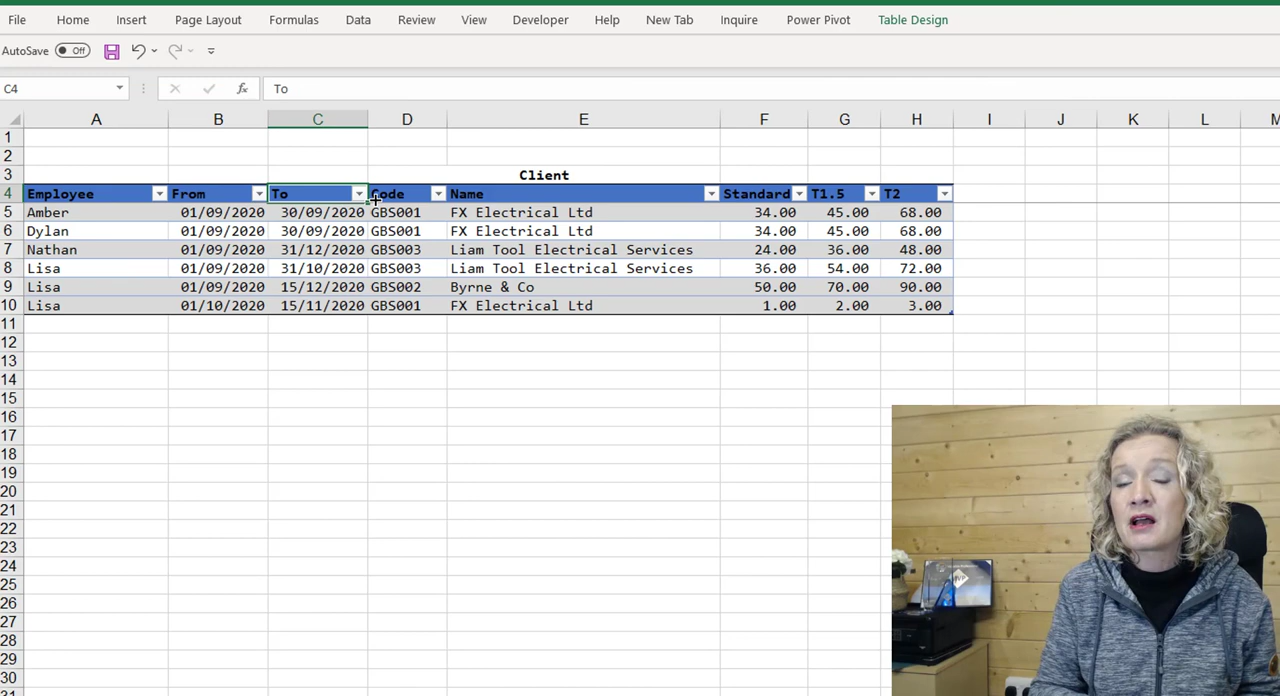 File Home Insert Page Layout Formulas Data Review View Developer Help New Tab Inquire Power Pivot Table Design
AutoSave Off
C4 fx To
A B C D E F G H I J K L M
1
2
3 Client
4 Employee From To Code Name Standard T1.5 T2
5 Amber 01/09/2020 30/09/2020 GBS001 FX Electrical Ltd 34.00 45.00 68.00
6 Dylan 01/09/2020 30/09/2020 GBS001 FX Electrical Ltd 34.00 45.00 68.00
7 Nathan 01/09/2020 31/12/2020 GBS003 Liam Tool Electrical Services 24.00 36.00 48.00
8 Lisa 01/09/2020 31/10/2020 GBS003 Liam Tool Electrical Services 36.00 54.00 72.00
9 Lisa 01/09/2020 15/12/2020 GBS002 Byrne & Co 50.00 70.00 90.00
10 Lisa 01/10/2020 15/11/2020 GBS001 FX Electrical Ltd 1.00 2.00 3.00
11
12
13
14
15
16
17
18
19
20
21
22
23
24
25
26
27
28
29
30
31